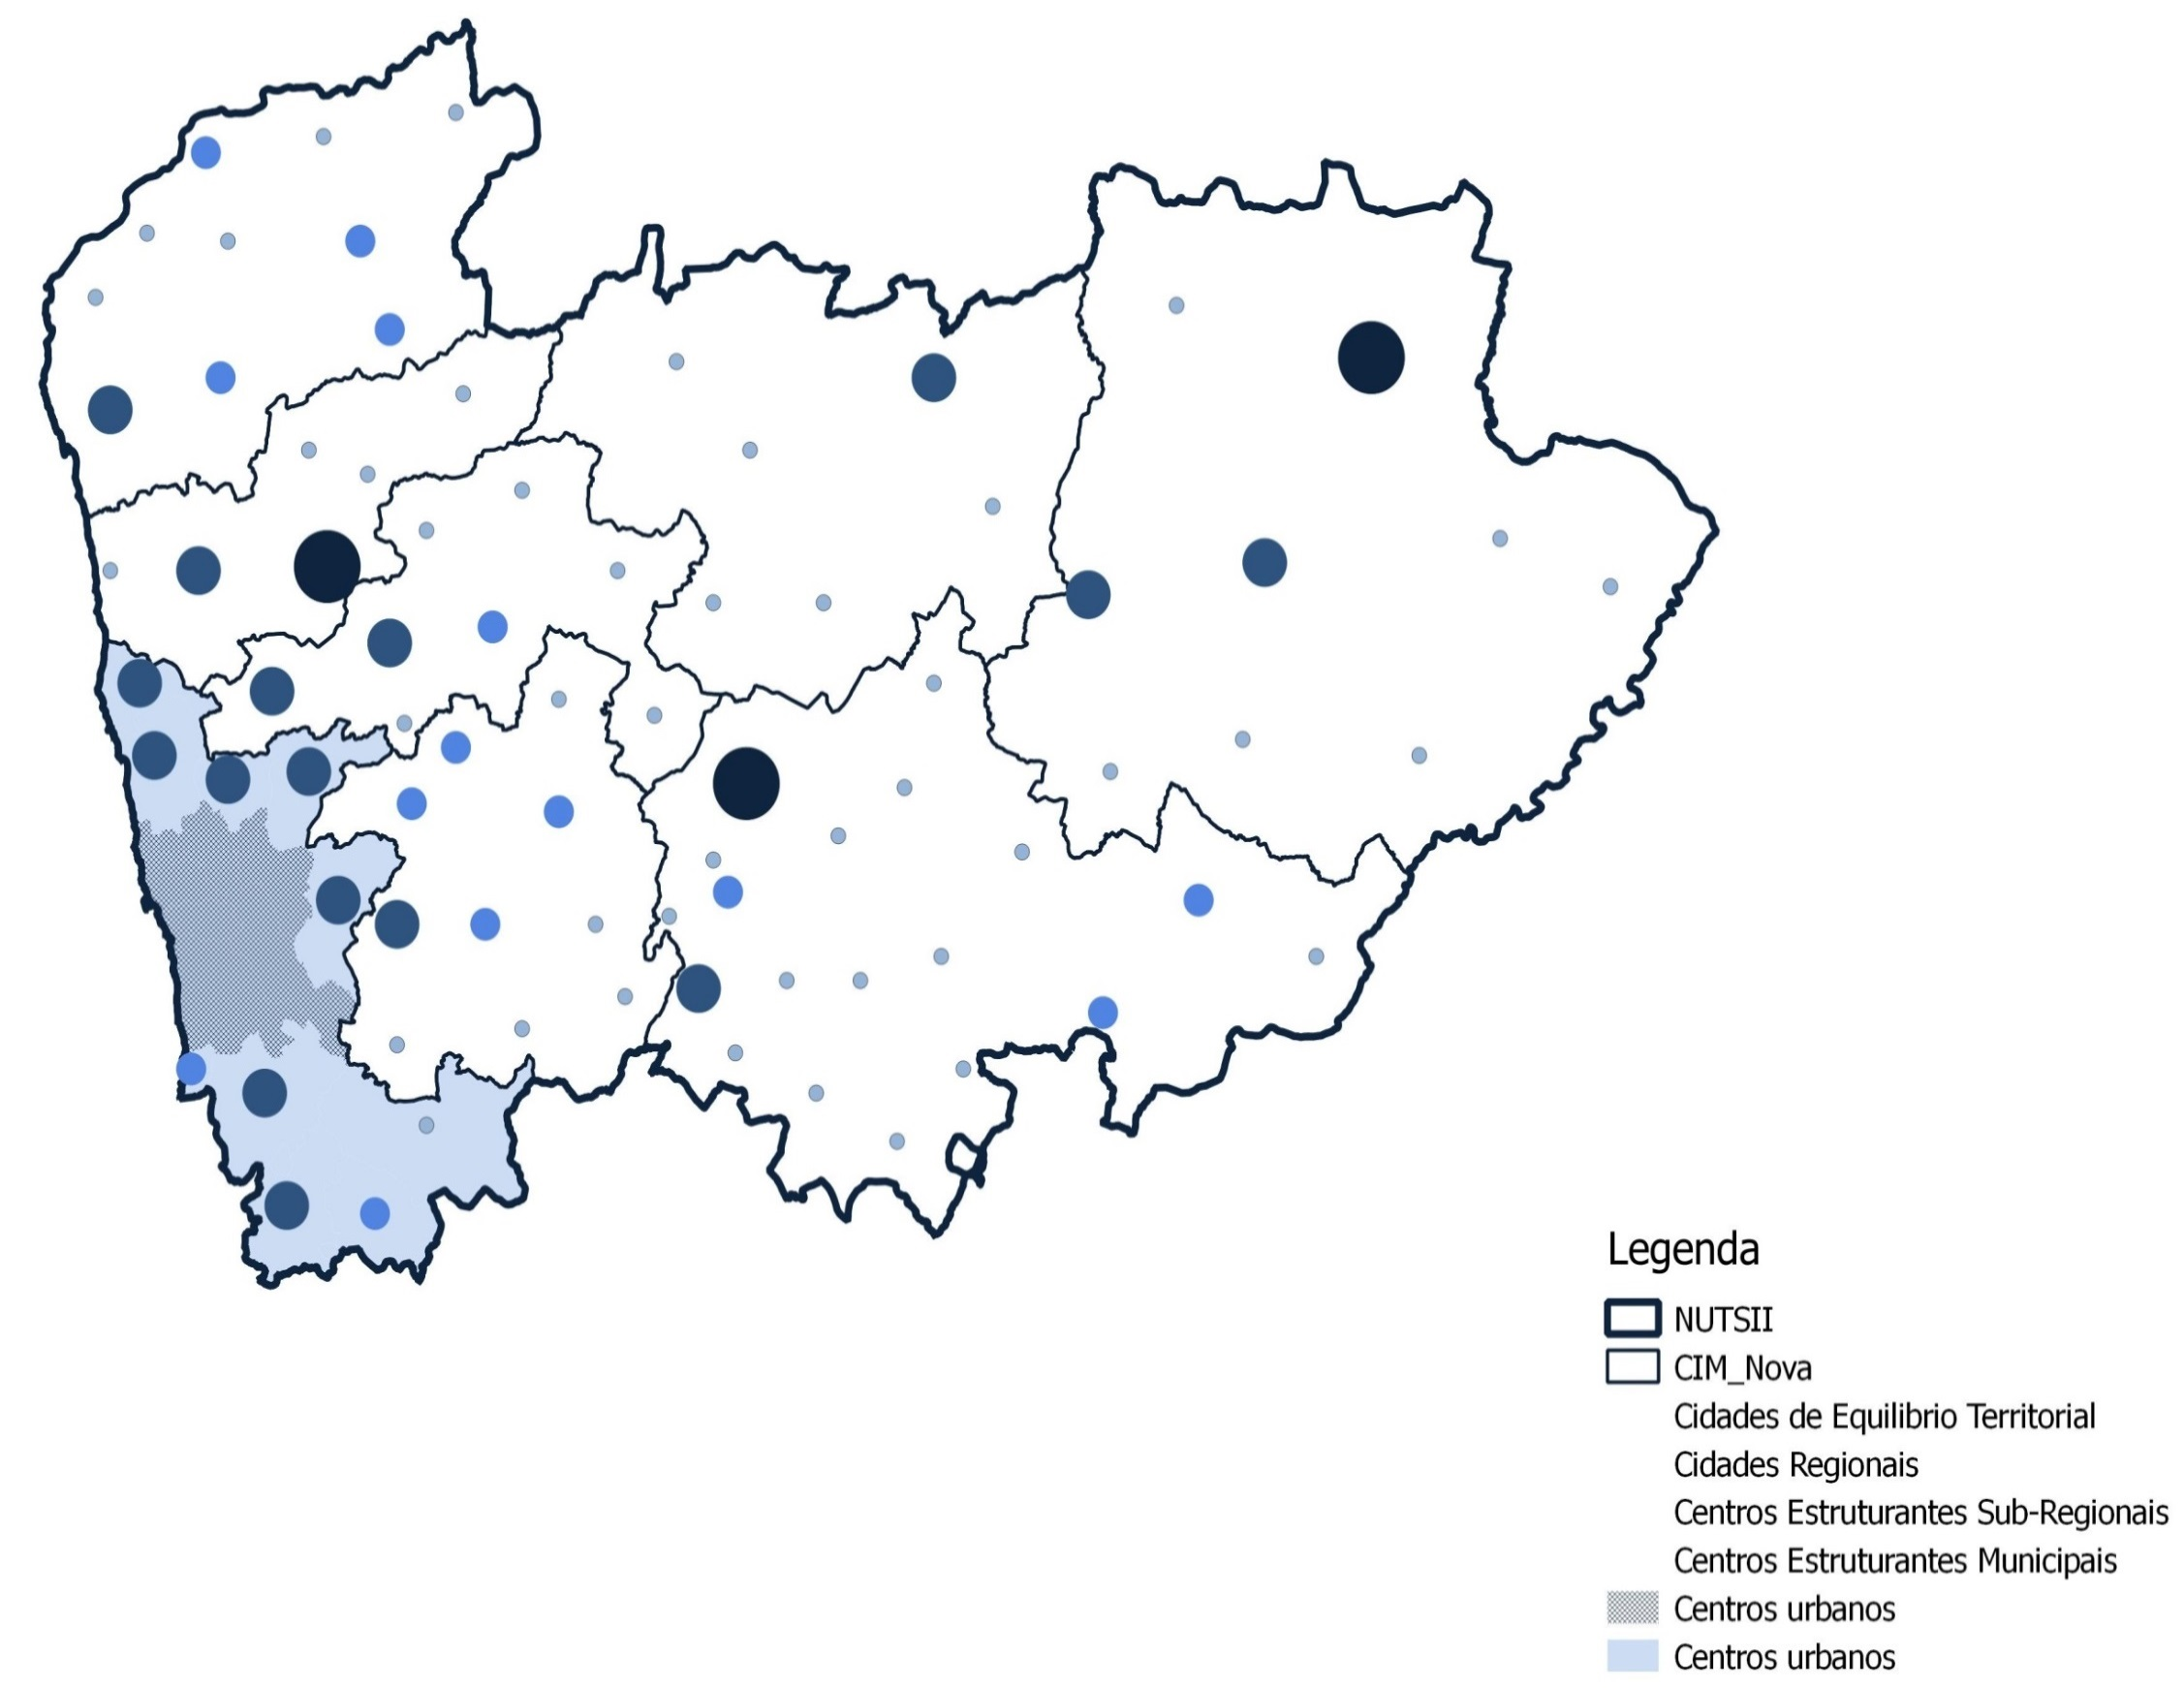 Legenda
NUTSII
CIM_Nova
Cidades de Equilibrio Territorial
Cidades Regionais
Centros Estruturantes Sub-Regionais
Centros Estruturantes Municipais
Centros urbanos
Centros urbanos